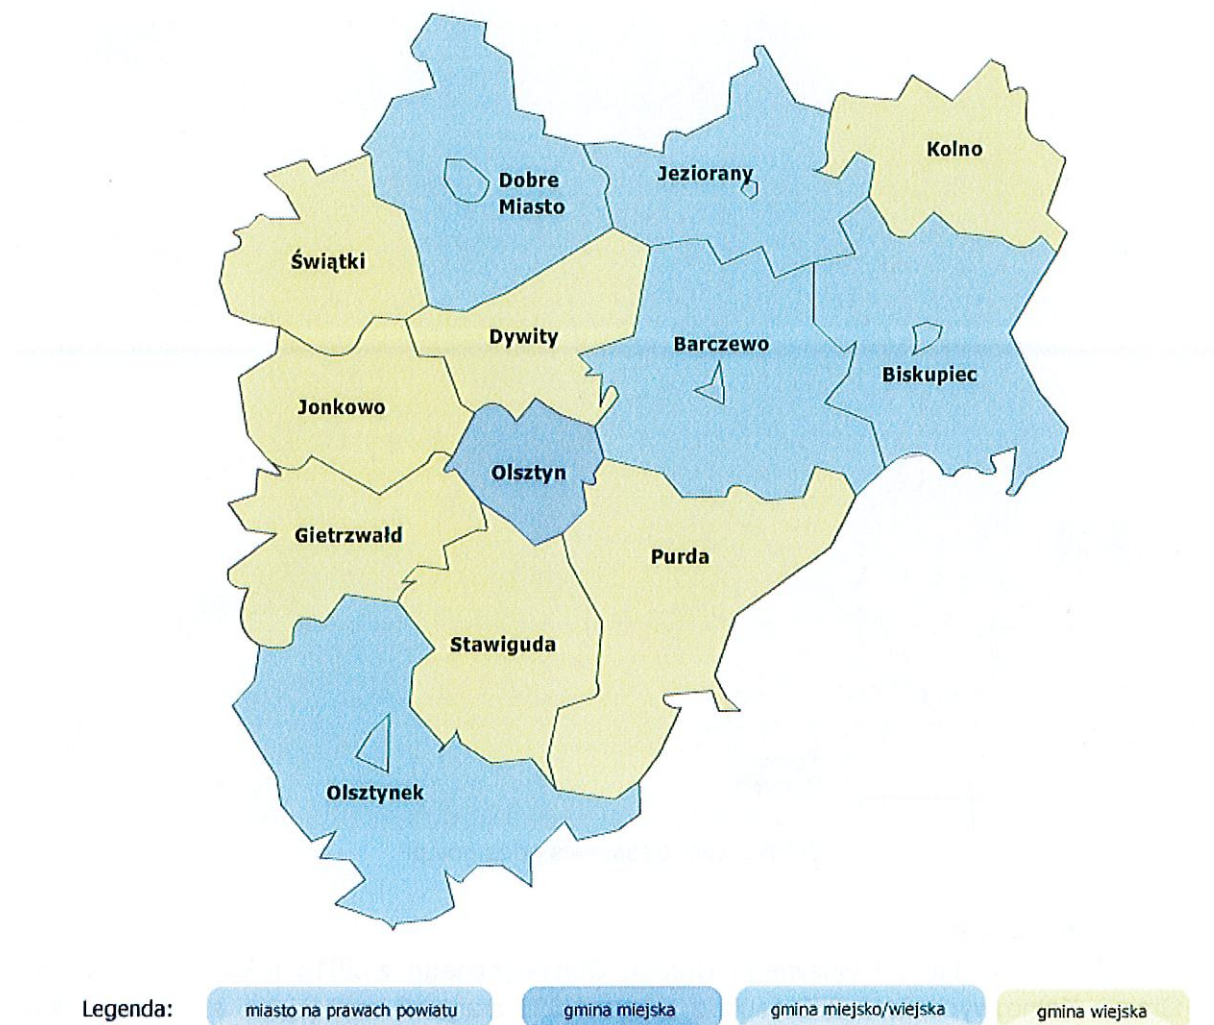 Kolno
Jeziorany
Dobre
Miasto
Świątki
Dywity
Barczewo
Biskupiec
Jonkowo
Olsztyn
Gietrzwałd
Purda
Stawiguda
Olsztynek
Legenda: miasto na prawach powiatu gmina miejska gmina miejsko/wiejska gmina wiejska